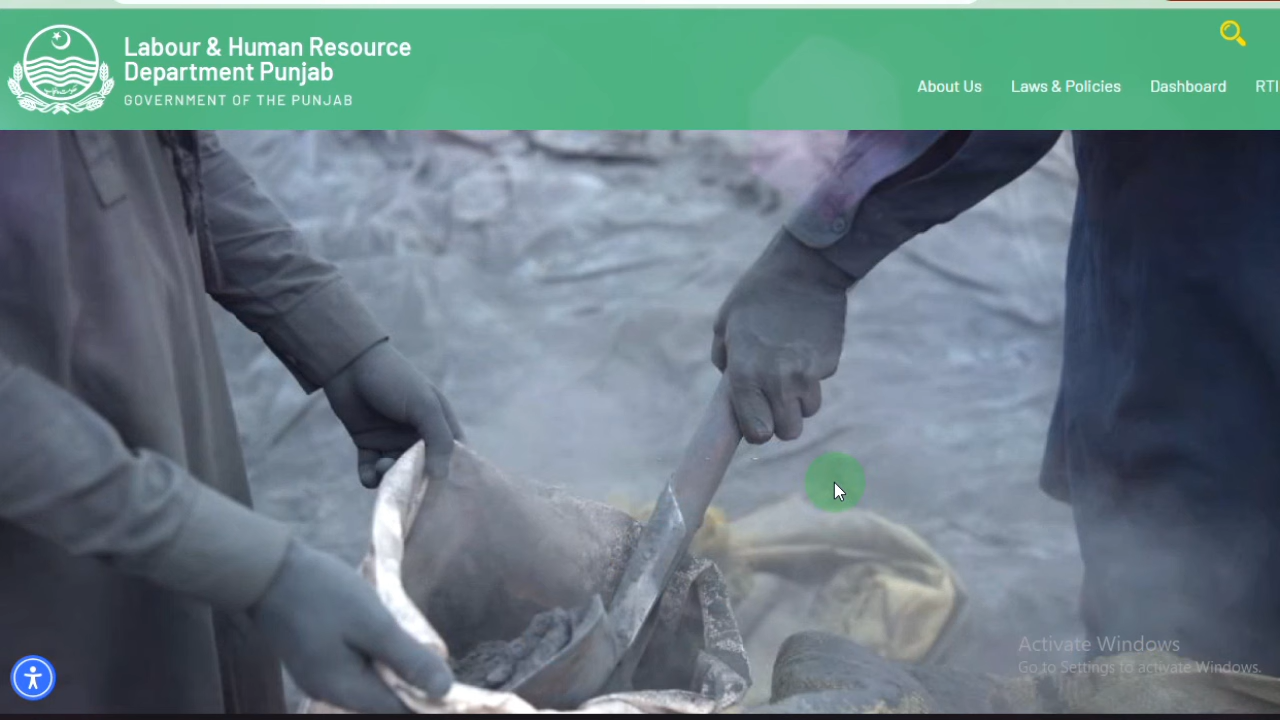 Labour & Human Resource
Department Punjab
GOVERNMENT OF THE PUNJAB
About Us
Laws & Policies
Dashboard
RTI
Activate Windows
Go to Settings to activate Windows.